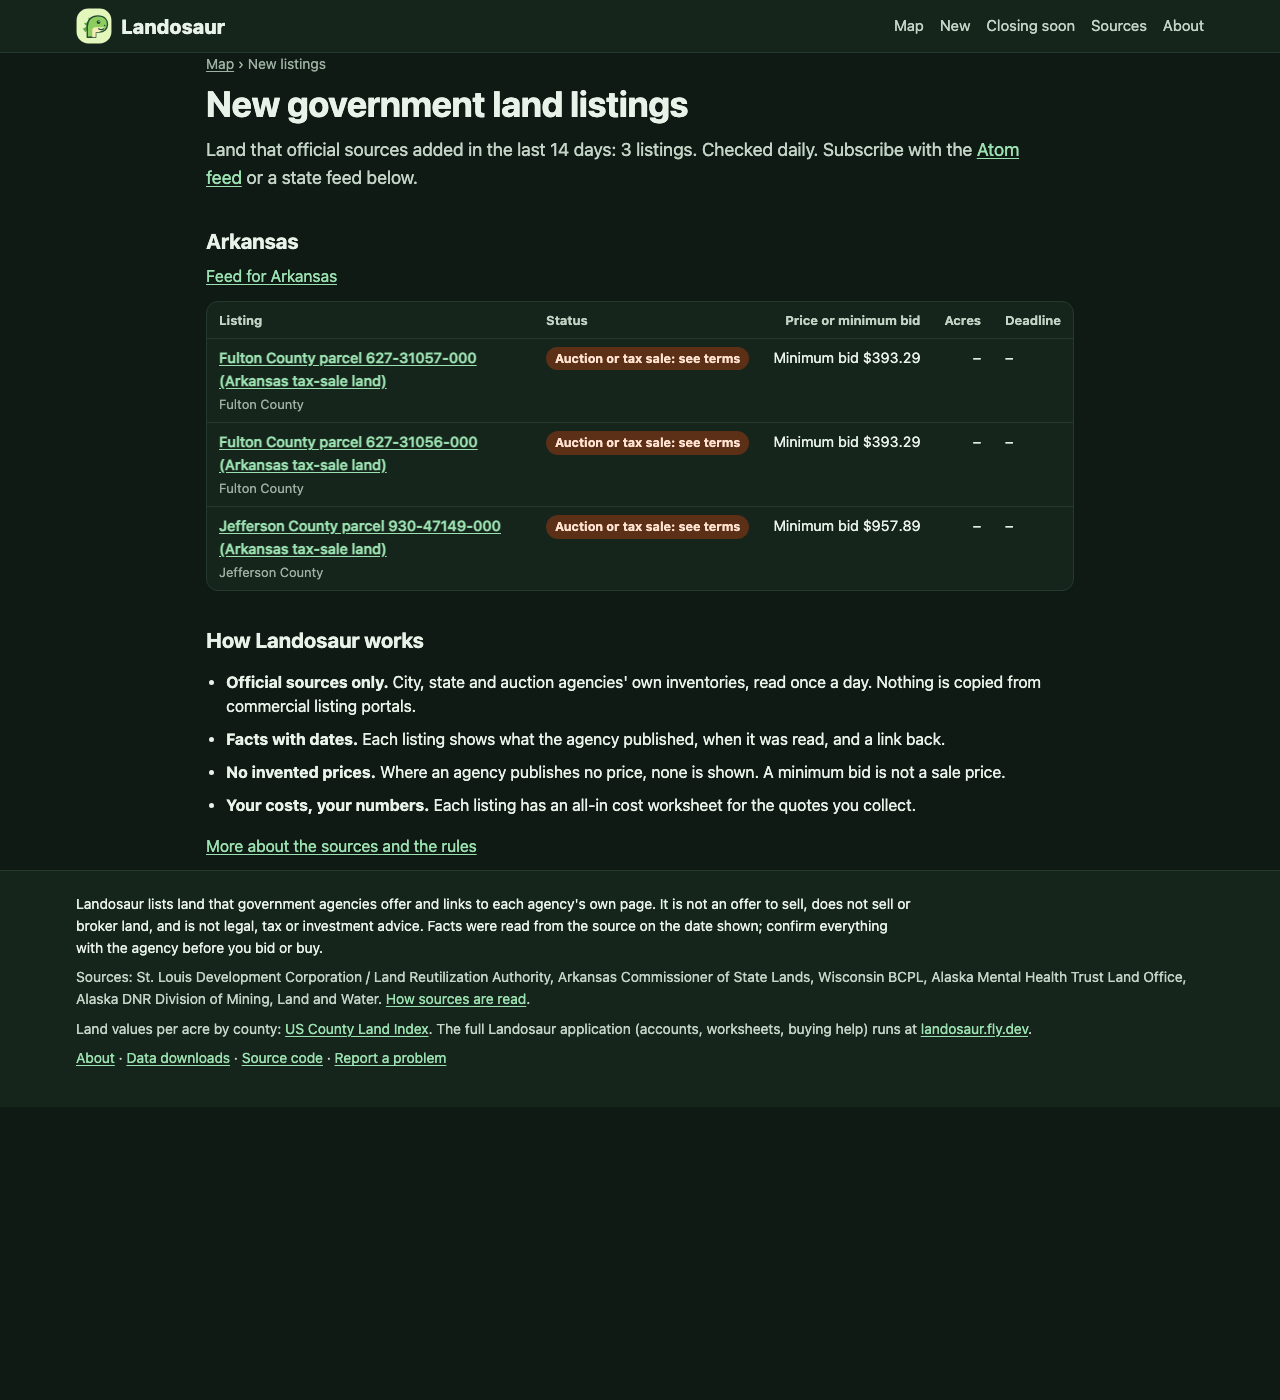 Landosaur
Map New Closing soon Sources About
Map › New listings
New government land listings
Land that official sources added in the last 14 days: 3 listings. Checked daily. Subscribe with the Atom
feed or a state feed below.
Arkansas
Feed for Arkansas
Listing Status Price or minimum bid Acres Deadline
Fulton County parcel 627-31057-000 Auction or tax sale: see terms Minimum bid $393.29 – –
(Arkansas tax-sale land)
Fulton County
Fulton County parcel 627-31056-000 Auction or tax sale: see terms Minimum bid $393.29 – –
(Arkansas tax-sale land)
Fulton County
Jefferson County parcel 930-47149-000 Auction or tax sale: see terms Minimum bid $957.89 – –
(Arkansas tax-sale land)
Jefferson County
How Landosaur works
• Official sources only. City, state and auction agencies' own inventories, read once a day. Nothing is copied from
commercial listing portals.
• Facts with dates. Each listing shows what the agency published, when it was read, and a link back.
• No invented prices. Where an agency publishes no price, none is shown. A minimum bid is not a sale price.
• Your costs, your numbers. Each listing has an all-in cost worksheet for the quotes you collect.
More about the sources and the rules
Landosaur lists land that government agencies offer and links to each agency's own page. It is not an offer to sell, does not sell or
broker land, and is not legal, tax or investment advice. Facts were read from the source on the date shown; confirm everything
with the agency before you bid or buy.
Sources: St. Louis Development Corporation / Land Reutilization Authority, Arkansas Commissioner of State Lands, Wisconsin BCPL, Alaska Mental Health Trust Land Office,
Alaska DNR Division of Mining, Land and Water. How sources are read.
Land values per acre by county: US County Land Index. The full Landosaur application (accounts, worksheets, buying help) runs at landosaur.fly.dev.
About · Data downloads · Source code · Report a problem